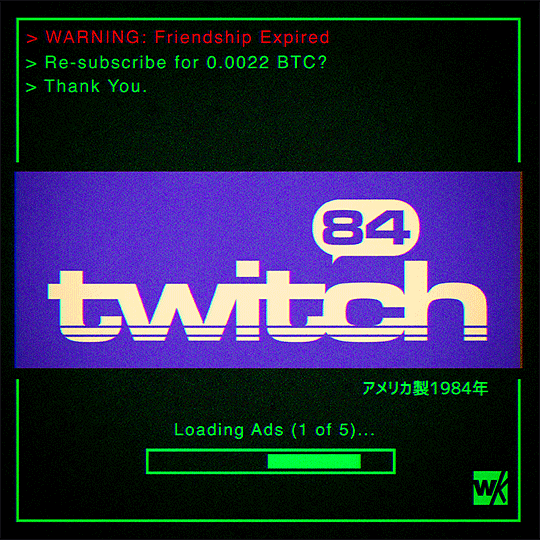 > WARNING: Friendship Expired
> Re-subscribe for 0.0022 BTC?
> Thank You.
84
twitch
アメリカ製1984年
Loading Ads (1 of 5)...
WK